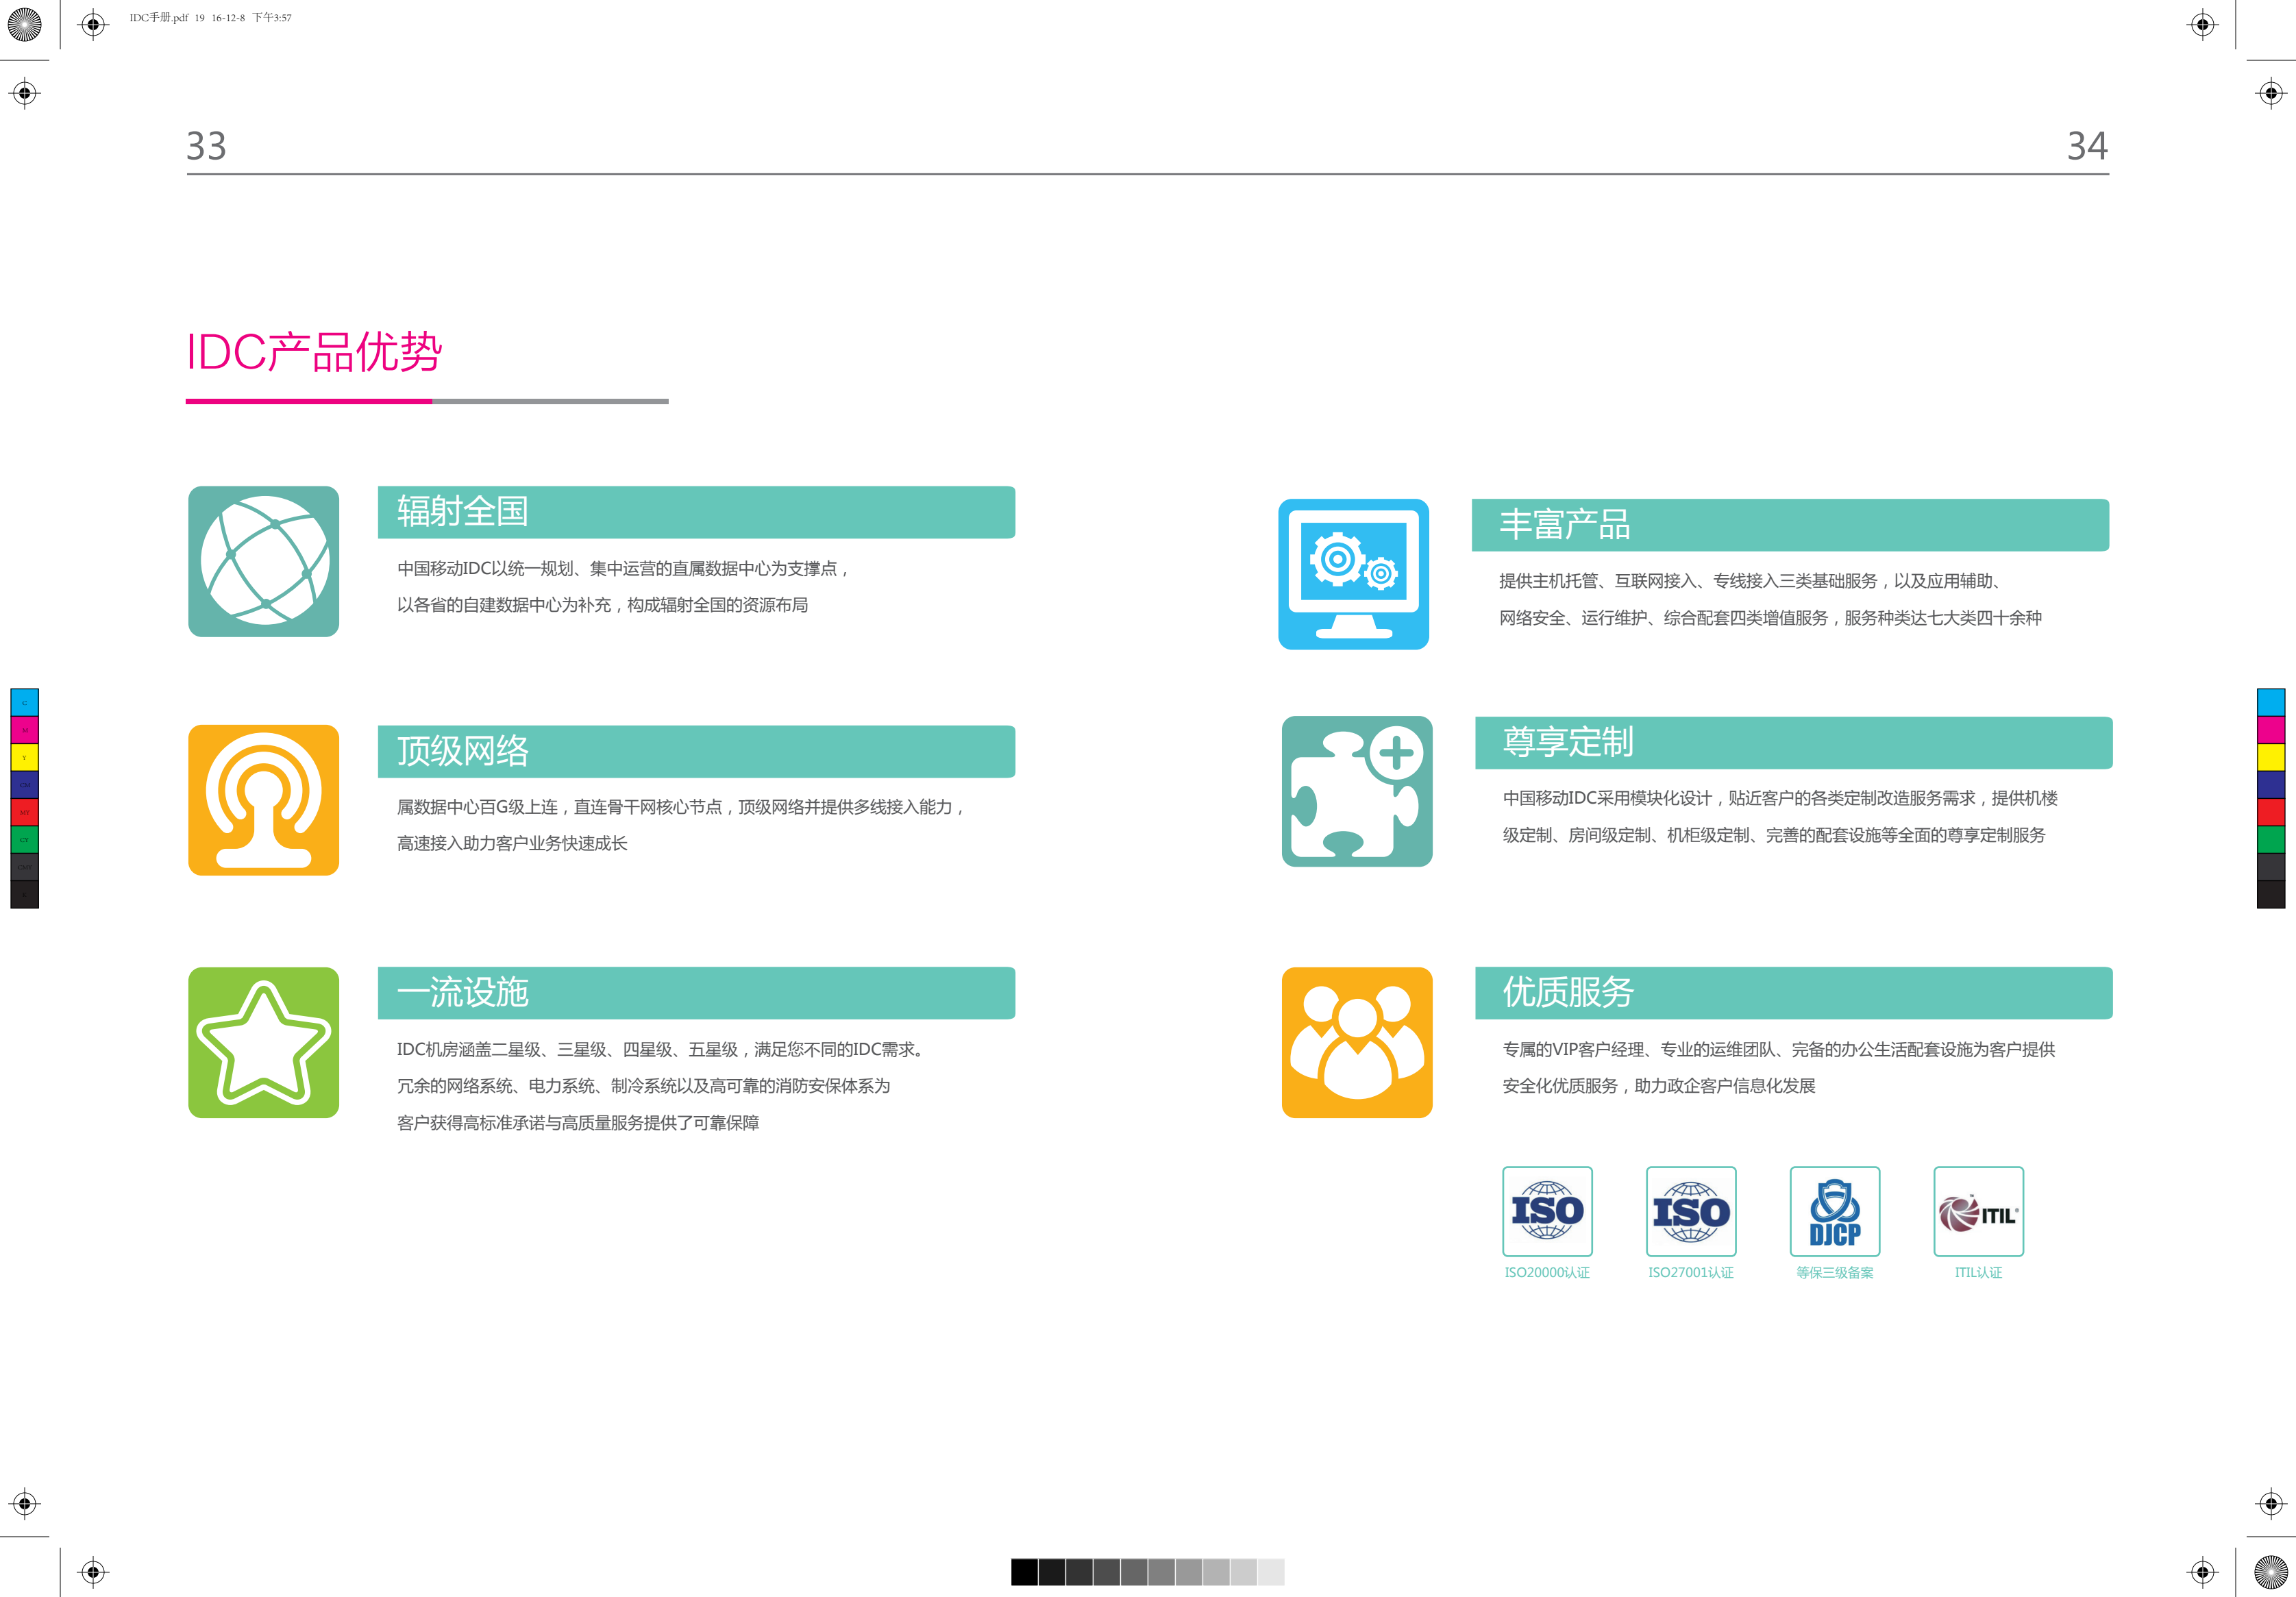 IDC手册.pdf 19 16-12-8 下午3:57
33
34
IDC产品优势
辐射全国
中国移动IDC以统一规划、集中运营的直属数据中心为支撑点，
以各省的自建数据中心为补充，构成辐射全国的资源布局
顶级网络
属数据中心百G级上连，直连骨干网核心节点，顶级网络并提供多线接入能力，
高速接入助力客户业务快速成长
一流设施
IDC机房涵盖二星级、三星级、四星级、五星级，满足您不同的IDC需求。
冗余的网络系统、电力系统、制冷系统以及高可靠的消防安保体系为
客户获得高标准承诺与高质量服务提供了可靠保障
丰富产品
提供主机托管、互联网接入、专线接入三类基础服务，以及应用辅助、
网络安全、运行维护、综合配套四类增值服务，服务种类达七大类四十余种
尊享定制
中国移动IDC采用模块化设计，贴近客户的各类定制改造服务需求，提供机楼
级定制、房间级定制、机柜级定制、完善的配套设施等全面的尊享定制服务
优质服务
专属的VIP客户经理、专业的运维团队、完备的办公生活配套设施为客户提供
安全化优质服务，助力政企客户信息化发展
ISO
ISO
DJCP
ITIL®
ISO20000认证
ISO27001认证
等保三级备案
ITIL认证
C
M
Y
CM
MY
CY
CMY